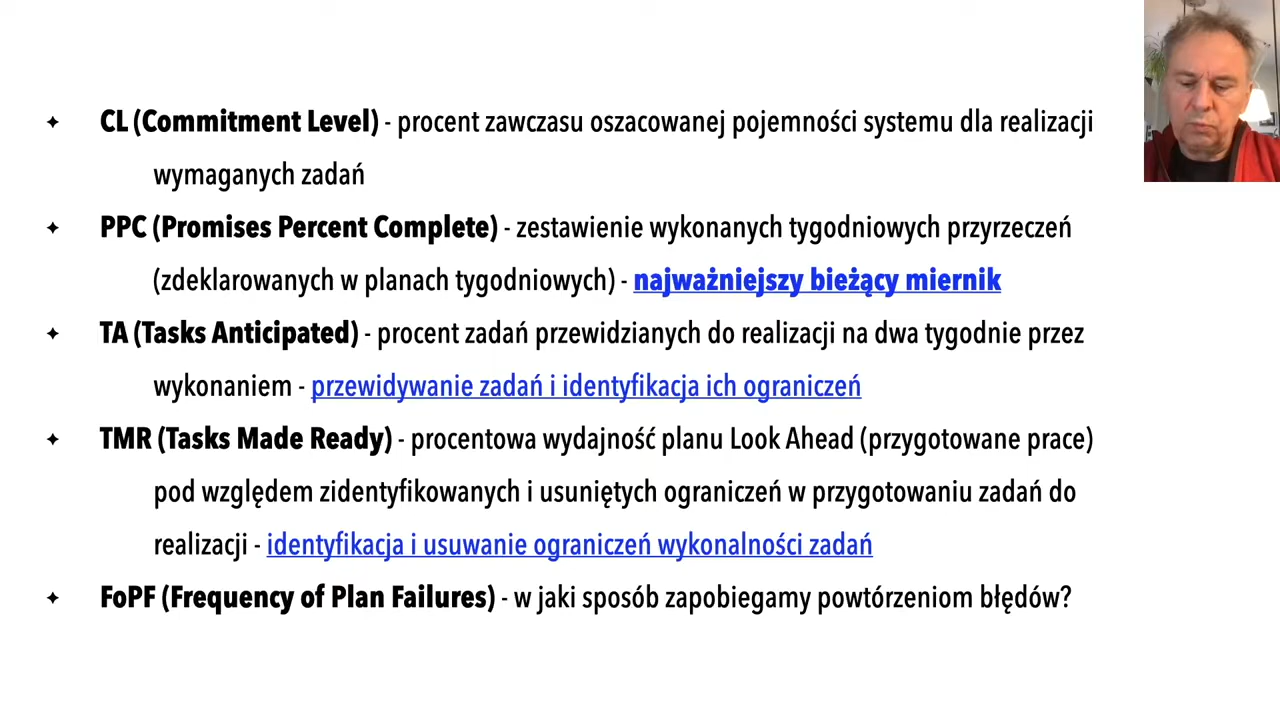 CL (Commitment Level) - procent zawczasu oszacowanej pojemności systemu dla realizacji
wymaganych zadań
PPC (Promises Percent Complete) - zestawienie wykonanych tygodniowych przyrzeczeń
(zdeklarowanych w planach tygodniowych) - najważniejszy bieżący miernik
TA (Tasks Anticipated) - procent zadań przewidzianych do realizacji na dwa tygodnie przez
wykonaniem - przewidywanie zadań i identyfikacja ich ograniczeń
TMR (Tasks Made Ready) - procentowa wydajność planu Look Ahead (przygotowane prace)
pod względem zidentyfikowanych i usuniętych ograniczeń w przygotowaniu zadań do
realizacji - identyfikacja i usuwanie ograniczeń wykonalności zadań
FoPF (Frequency of Plan Failures) - w jaki sposób zapobiegamy powtórzeniom błędów?